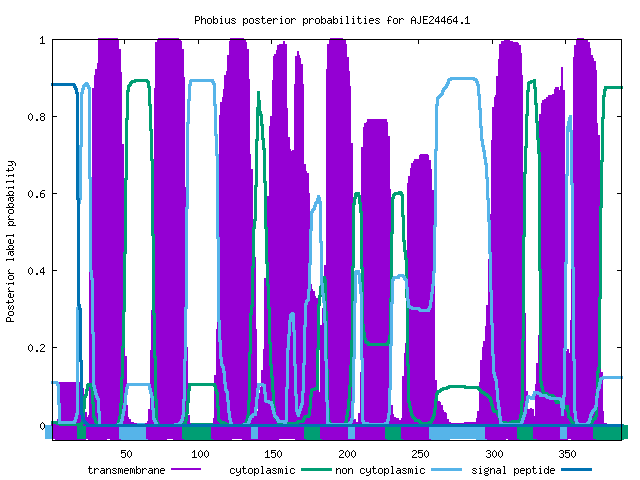 Phobius posterior probabilities for AJE24464.1
1
0.8
0.6
0.4
0.2
0
Posterior label probability
50 100 150 200 250 300 350
transmembrane cytoplasmic non cytoplasmic signal peptide